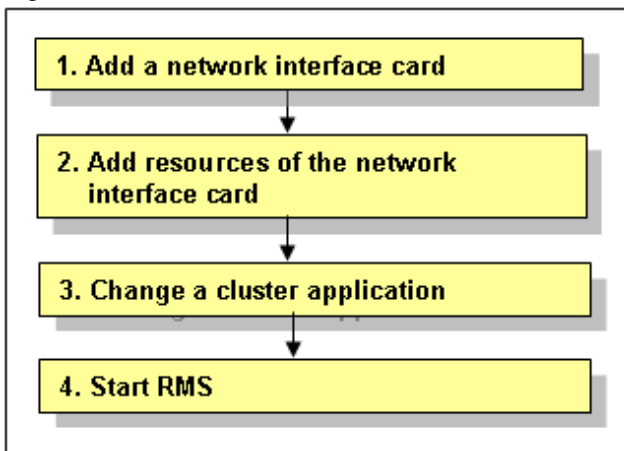 1. Add a network interface card
2. Add resources of the network
interface card
3. Change a cluster application
4. Start RMS